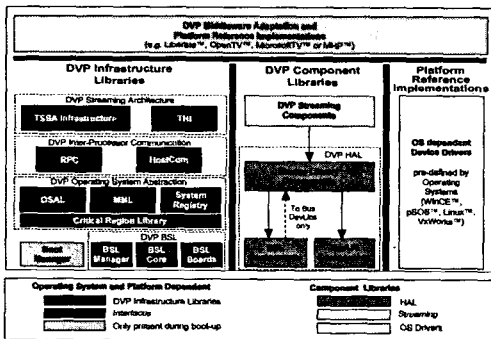 DVP Middleware Adaptation and
Platform Reference Implementations
(e.g. Liberate™, OpenTV™, MicrosoftTV™ or MHP™)
DVP Infrastructure
Libraries
DVP Streaming Architecture
TSSA Infrastructure
DVP Inter-Processor Communication
RPC
HostCom
DVP Operating System Abstraction
OSAL
System
Registry
Critical Region Library
Boot
Manager
DVP BSL
BSL
Manager
BSL
Core
BSL
Boards
DVP Component
Libraries
DVP Streaming
Components
DVP HAL
To Bus
Devices
only
Platform
Reference
Implementations
OS dependent
Device Drivers
pre-defined by
Operating
Systems
(WinCE™,
pSOS™, Linux™,
VxWorks™)
Operating System and Platform Dependent
DVP Infrastructure Libraries
Interfaces
Only present during boot-up
Component Libraries
HAL
Streaming
OS Drivers